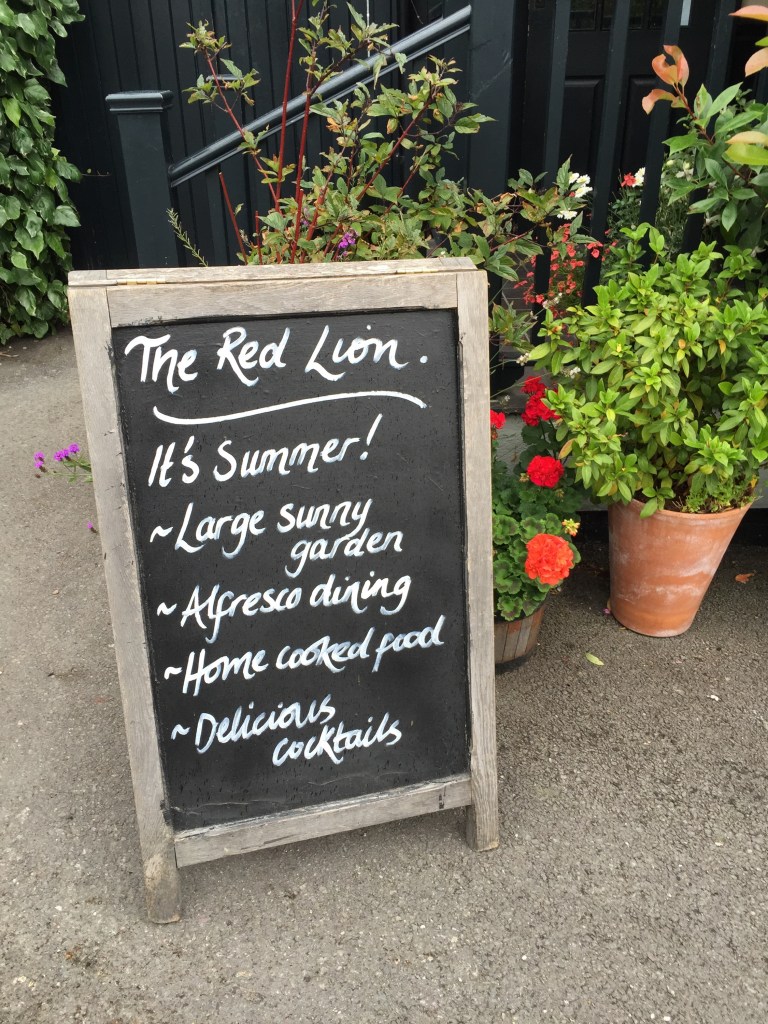 The Red Lion.
It's Summer!
~Large sunny
garden
~Alfresco dining
~Home cooked food
~Delicious
cocktails